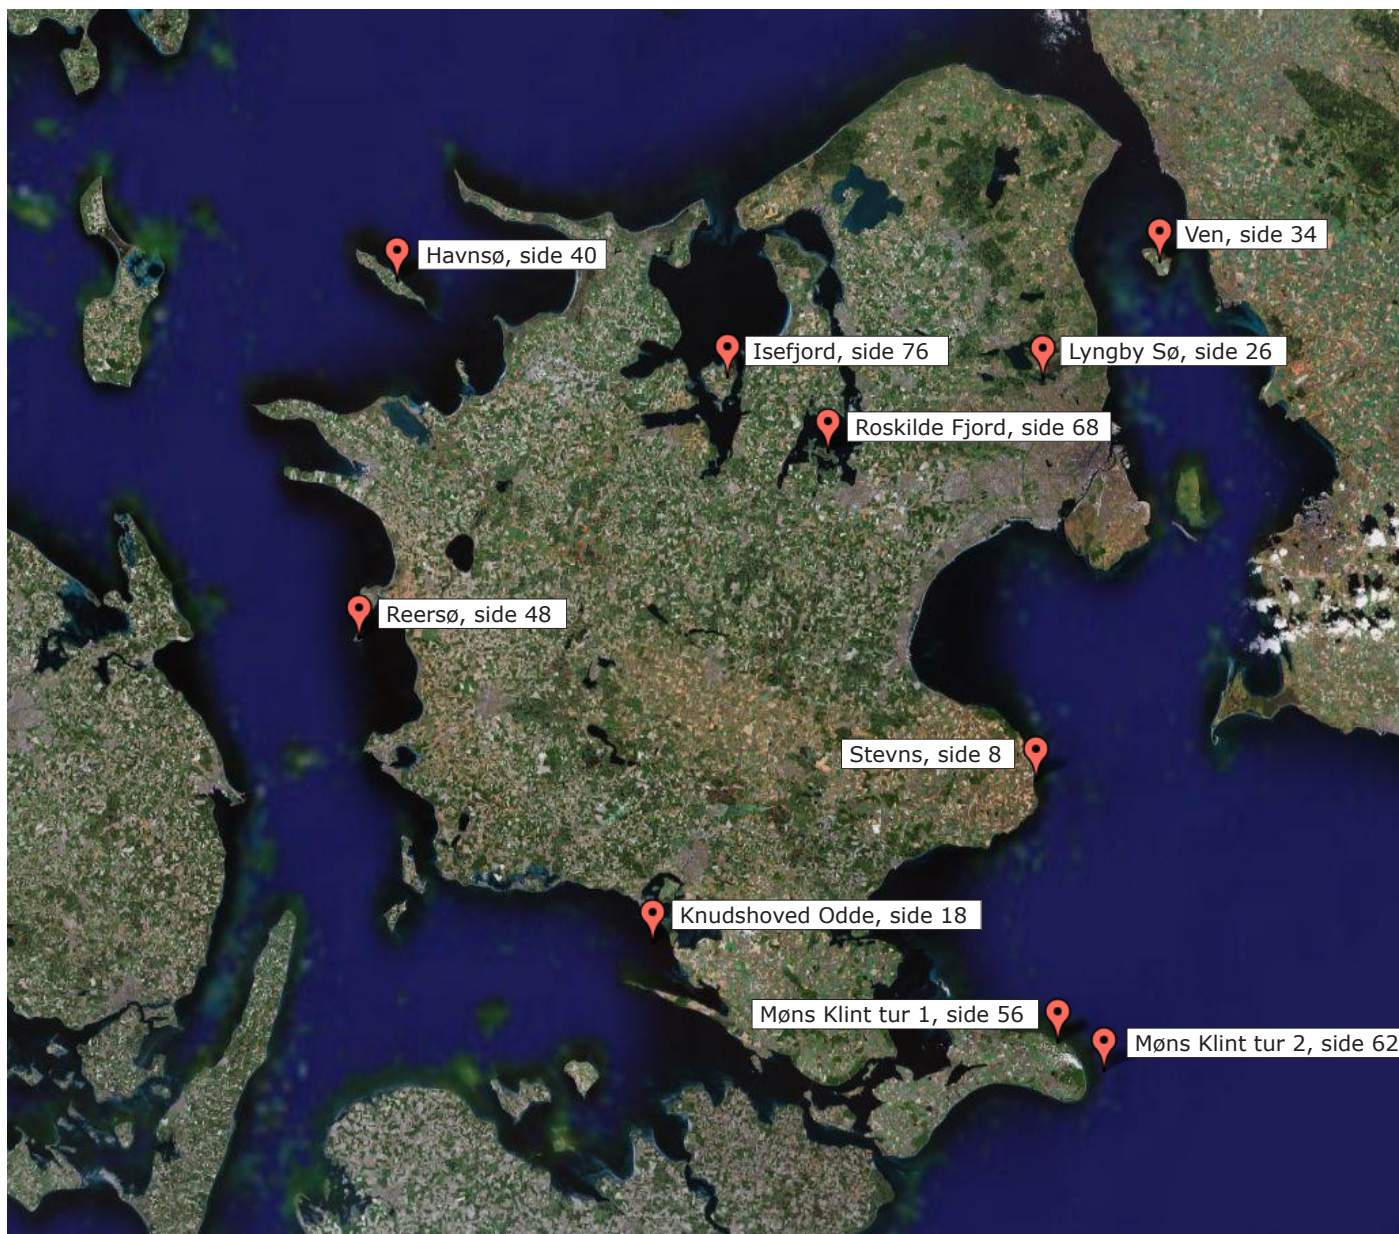 Ven, side 34
Havnsø, side 40
Isefjord, side 76
Lyngby Sø, side 26
Roskilde Fjord, side 68
Reersø, side 48
Stevns, side 8
Knudshoved Odde, side 18
Møns Klint tur 1, side 56
Møns Klint tur 2, side 62